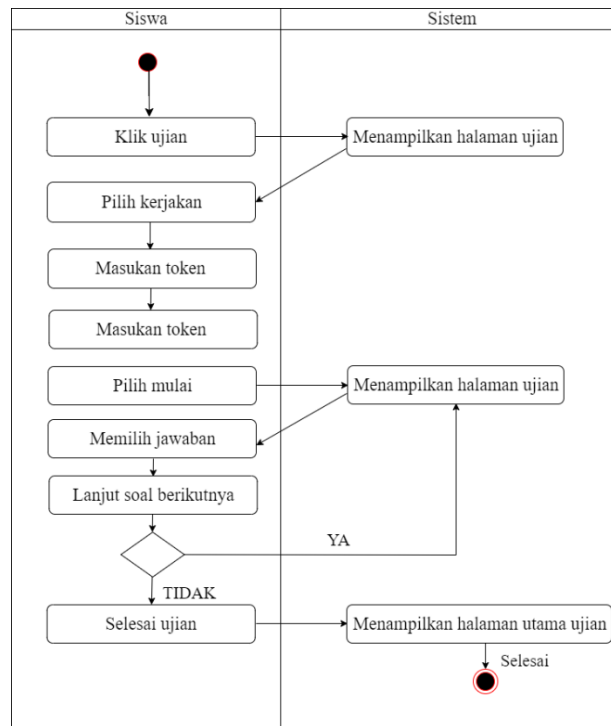 Siswa
Sistem
Klik ujian
Menampilkan halaman ujian
Pilih kerjakan
Masukan token
Masukan token
Pilih mulai
Menampilkan halaman ujian
Memilih jawaban
Lanjut soal berikutnya
YA
TIDAK
Selesai ujian
Menampilkan halaman utama ujian
Selesai